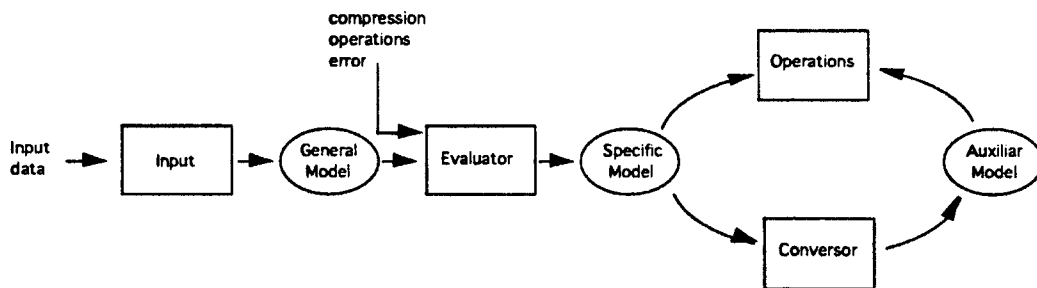 compression
operations
error
Operations
Input
data
Input
General
Model
Evaluator
Specific
Model
Auxiliar
Model
Conversor